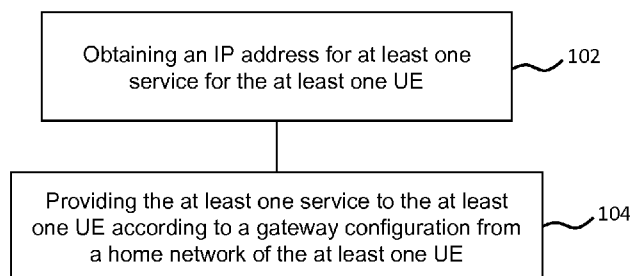 Obtaining an IP address for at least one
service for the at least one UE
102
Providing the at least one service to the at least
one UE according to a gateway configuration from
a home network of the at least one UE
104